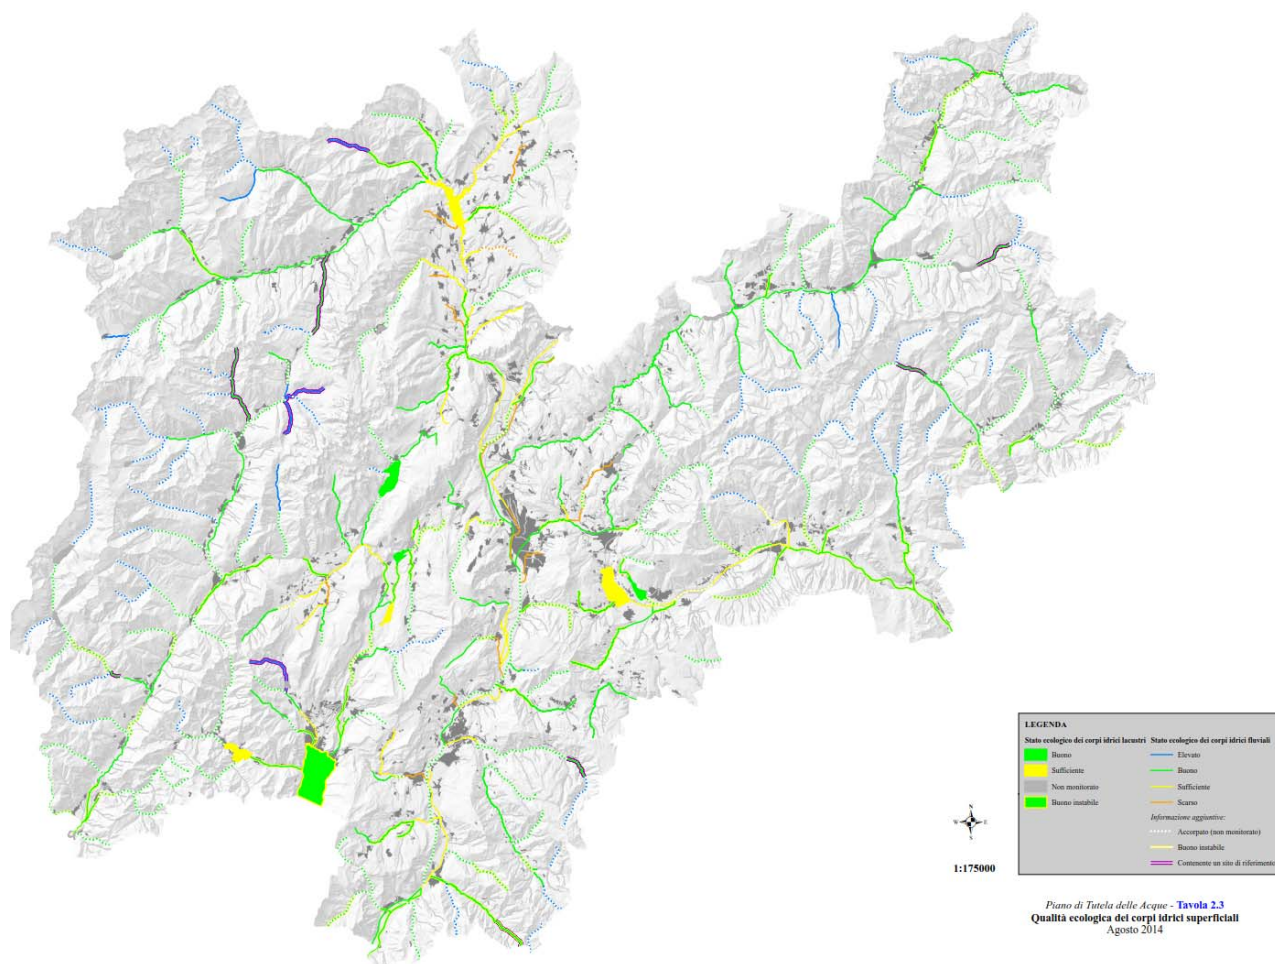 LEGENDA
Stato ecologico dei corpi idrici lacustri
Buono
Sufficiente
Non monitorato
Buono instabile
Stato ecologico dei corpi idrici fluviali
Elevato
Buono
Sufficiente
Scarso
Informazione aggiuntive:
Accorpato (non monitorato)
Buono instabile
Contenente un sito di riferimento
N
W E
S
1:175000
Piano di Tutela delle Acque - Tavola 2.3
Qualità ecologica dei corpi idrici superficiali
Agosto 2014